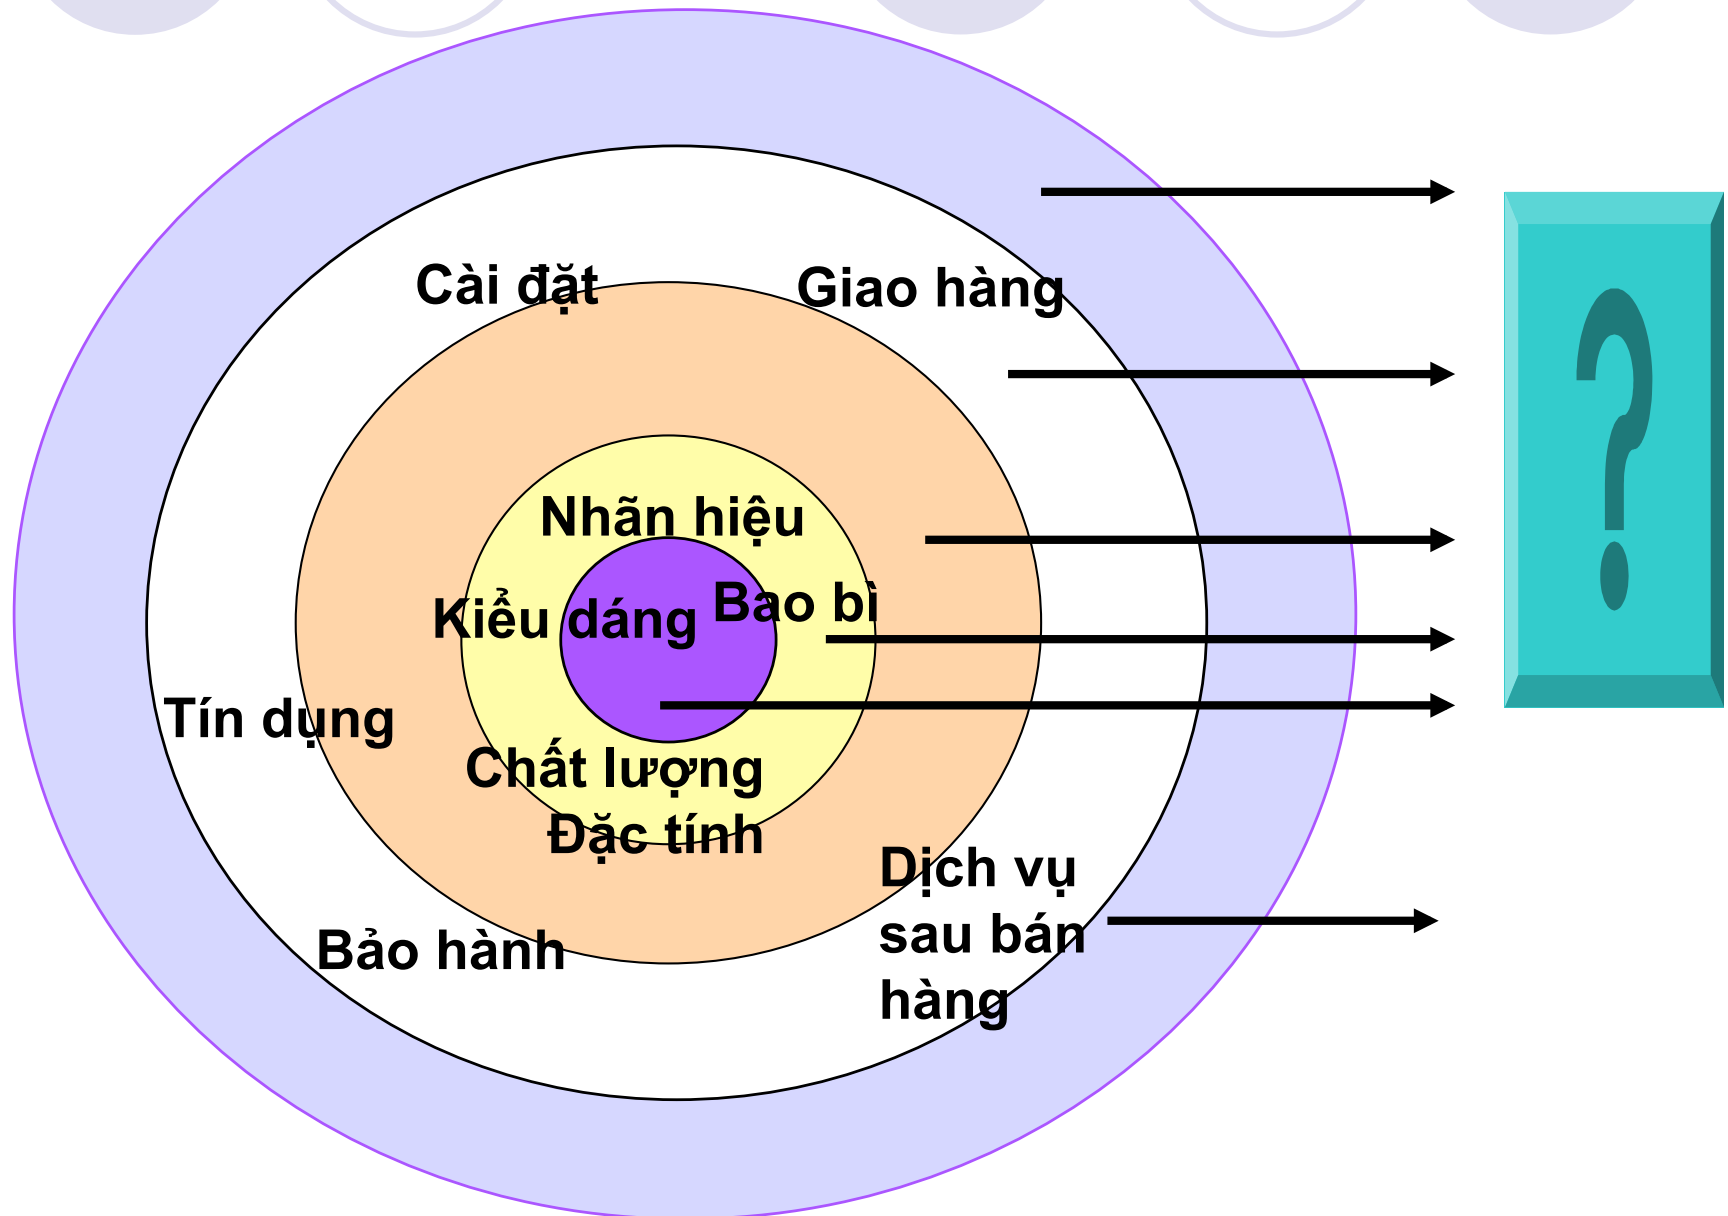 Cài đặt
Giao hàng
Nhãn hiệu
Kiểu dáng
Bao bì
Tín dụng
Chất lượng
Đặc tính
Dịch vụ
sau bán
hàng
Bảo hành
?